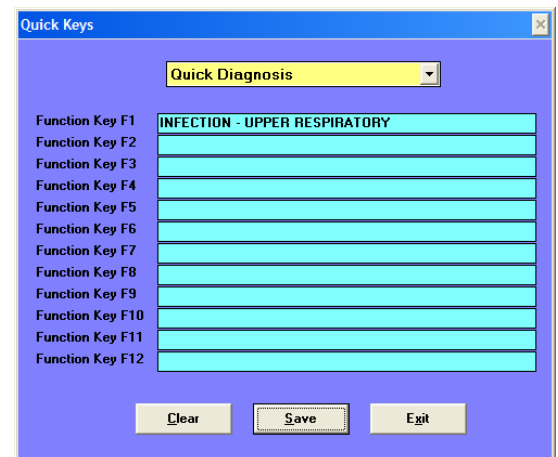 Quick Keys
Quick Diagnosis
Function Key F1 INFECTION - UPPER RESPIRATORY
Function Key F2
Function Key F3
Function Key F4
Function Key F5
Function Key F6
Function Key F7
Function Key F8
Function Key F9
Function Key F10
Function Key F11
Function Key F12
Clear Save Exit